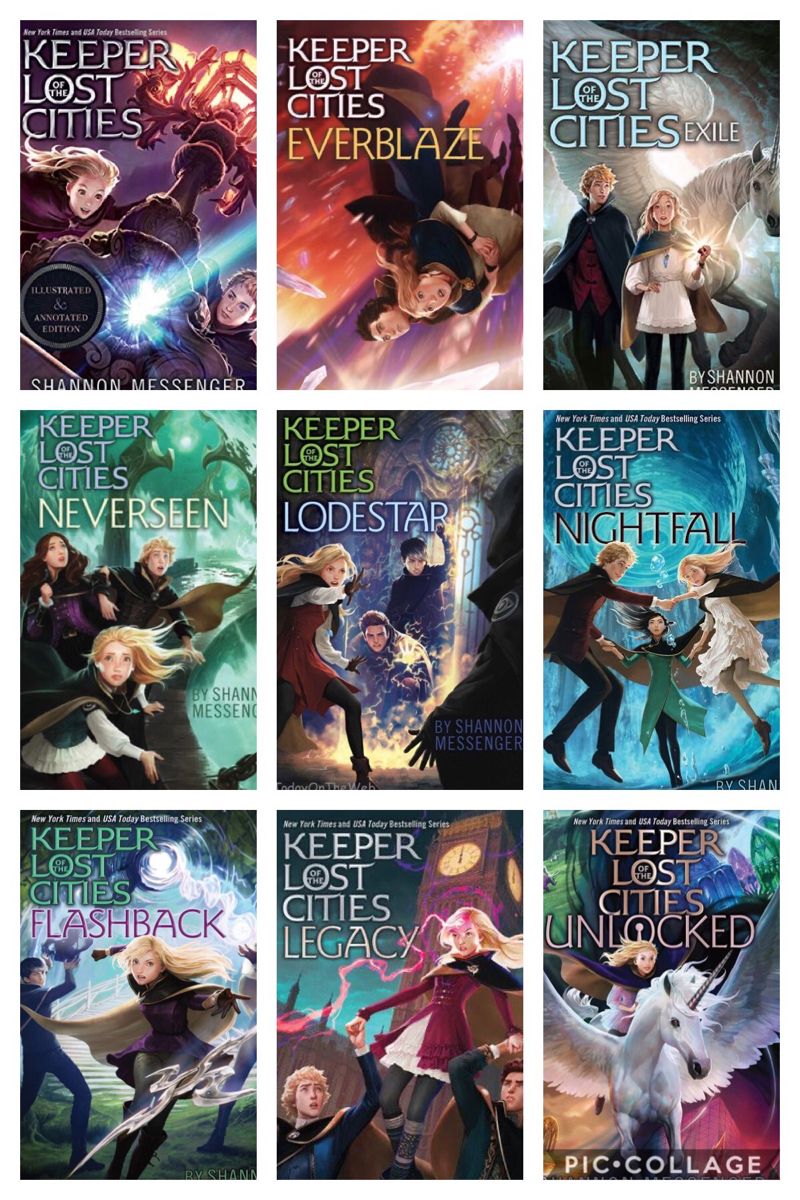 New York Times and USA Today Bestselling Series
KEEPER
OF THE
LOST
CITIES
ILLUSTRATED
&
ANNOTATED
EDITION
SHANNON MESSENGER
KEEPER
OF THE
LOST
CITIES
EVERBLAZE
KEEPER
OF THE
LOST
CITIES EXILE
BY SHANNON
MESSENGER
KEEPER
OF THE
LOST
CITIES
NEVERSEEN
BY SHANN
MESSENG
KEEPER
OF THE
LOST
CITIES
LODESTAR
BY SHANNON
MESSENGER
TodayOnTheWeb
New York Times and USA Today Bestselling Series
KEEPER
OF THE
LOST
CITIES
NIGHTFALL
BY SHAN
New York Times and USA Today Bestselling Series
KEEPER
OF THE
LOST
CITIES
FLASHBACK
BY SHANN
New York Times and USA Today Bestselling Series
KEEPER
OF THE
LOST
CITIES
LEGACY
New York Times and USA Today Bestselling Series
KEEPER
OF THE
LOST
CITIES
UNLOCKED
PIC•COLLAGE
SHANNON MESSENGER